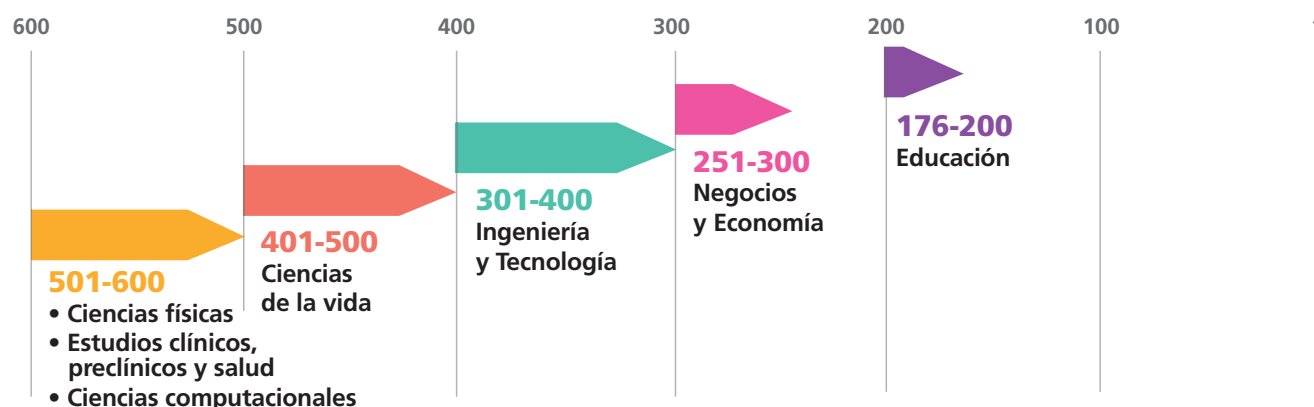 600 500 400 300 200 100
176-200
Educación
251-300
Negocios
y Economía
301-400
Ingeniería
y Tecnología
401-500
Ciencias
de la vida
501-600
• Ciencias físicas
• Estudios clínicos,
preclínicos y salud
• Ciencias computacionales